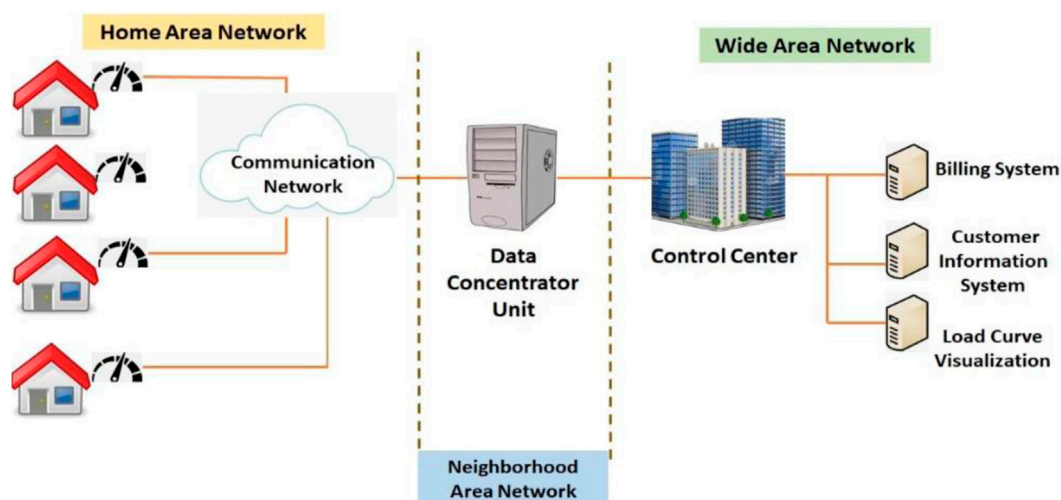 Home Area Network
Wide Area Network
Communication
Network
Billing System
Data
Concentrator
Unit
Control Center
Customer
Information
System
Load Curve
Visualization
Neighborhood
Area Network